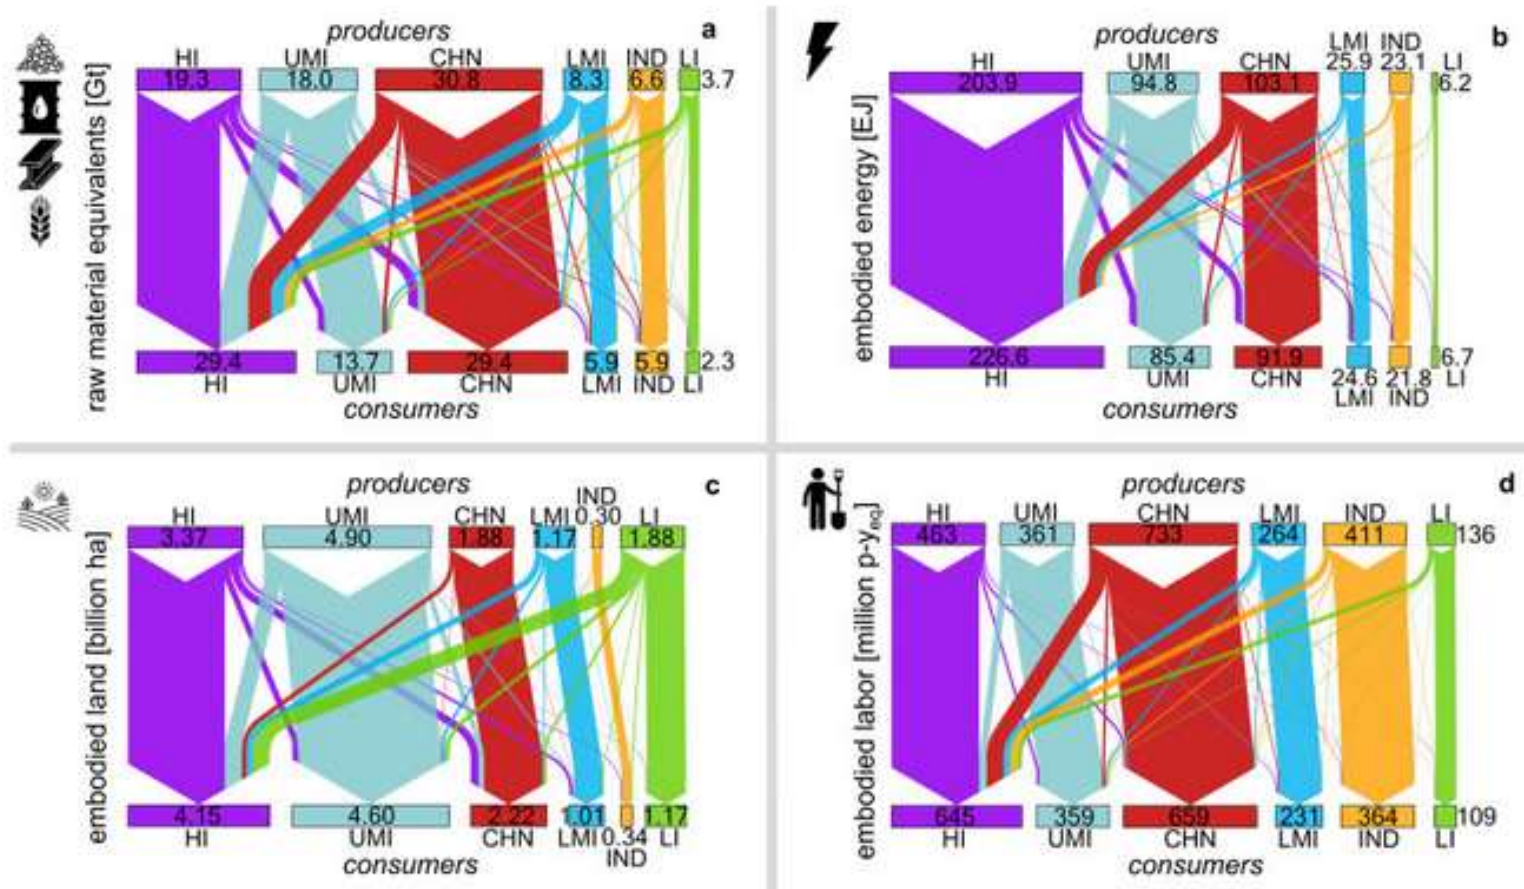 producers
a
HI UMI CHN LMI IND LI
19.3 18.0 30.8 8.3 6.6 3.7
raw material equivalents [Gt]
29.4 13.7 29.4 5.9 5.9 2.3
HI UMI CHN LMI IND LI
consumers
producers
b
HI UMI CHN LMI IND LI
203.9 94.8 103.1 25.9 23.1 6.2
embodied energy [EJ]
226.6 85.4 91.9 24.6 21.8 6.7
HI UMI CHN LMI IND LI
consumers
producers
c
HI UMI CHN LMI IND LI
3.37 4.90 1.88 1.17 0.30 1.88
embodied land [billion ha]
4.15 4.60 2.22 1.01 0.34 1.17
HI UMI CHN LMI IND LI
consumers
producers
d
HI UMI CHN LMI IND LI
463 361 733 264 411 136
embodied labor [million p-yeq]
645 359 659 231 364 109
HI UMI CHN LMI IND LI
consumers